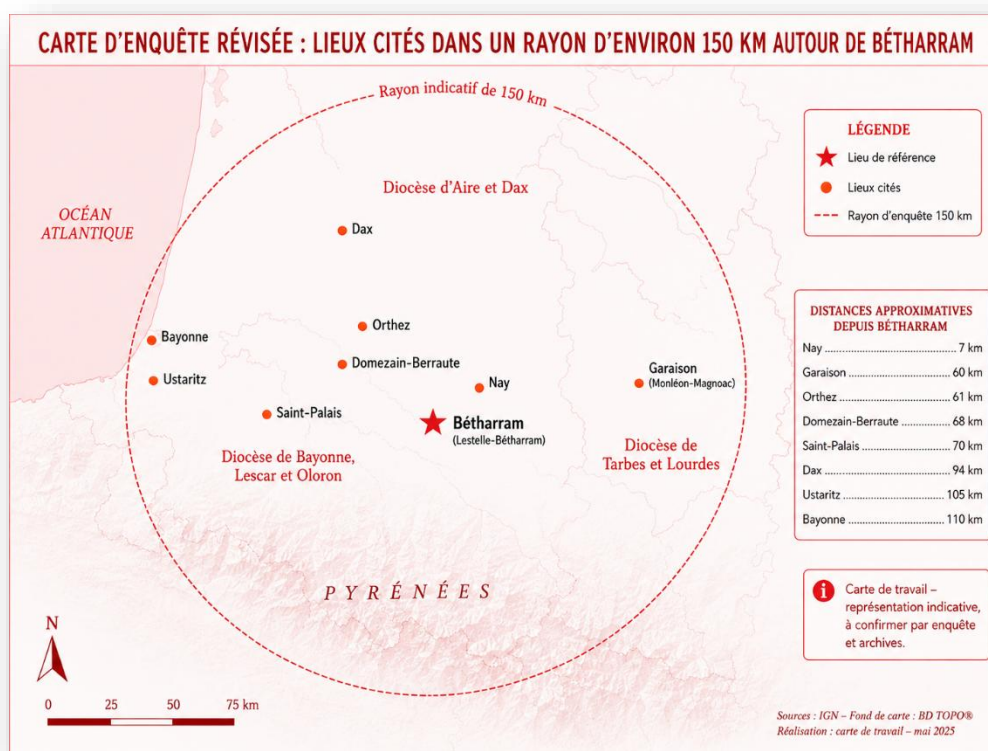 CARTE D'ENQUÊTE RÉVISÉE : LIEUX CITÉS DANS UN RAYON D'ENVIRON 150 KM AUTOUR DE BÉTHARRAM
Rayon indicatif de 150 km
Diocèse d'Aire et Dax
OCÉAN
ATLANTIQUE
Dax
Orthez
Bayonne
Domezain-Berraute
Ustaritz
Nay
Garaison
(Monléon-Magnoac)
Saint-Palais
Bétharram
(Lestelle-Bétharram)
Diocèse de Bayonne,
Lescar et Oloron
Diocèse de
Tarbes et Lourdes
PYRÉNÉES
N
0 25 50 75 km
LÉGENDE
Lieu de référence
Lieux cités
Rayon d'enquête 150 km
DISTANCES APPROXIMATIVES
DEPUIS BÉTHARRAM
Nay ........................................ 7 km
Garaison ........................................ 60 km
Orthez ........................................ 61 km
Domezain-Berraute ........................ 68 km
Saint-Palais ................................ 70 km
Dax ........................................ 94 km
Ustaritz ................................ 105 km
Bayonne ................................ 110 km
i
Carte de travail –
représentation indicative,
à confirmer par enquête
et archives.
Sources : IGN – Fond de carte : BD TOPO®
Réalisation : carte de travail – mai 2025